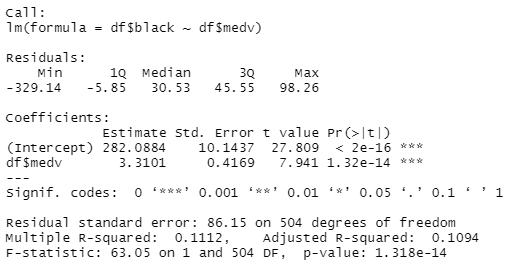 Call:
lm(formula = df$black ~ df$medv)
Residuals:
Min 1Q Median 3Q Max
-329.14 -5.85 30.53 45.55 98.26
Coefficients:
Estimate Std. Error t value Pr(>|t|)
(Intercept) 282.0884 10.1443 27.809 < 2e-16 ***
df$medv 3.3101 0.4169 7.941 1.32e-14 ***
---
Signif. codes: 0 ‘***’ 0.001 ‘**’ 0.01 ‘*’ 0.05 ‘.’ 0.1 ‘ ’ 1
Residual standard error: 86.15 on 504 degrees of freedom
Multiple R-squared: 0.1112, Adjusted R-squared: 0.1094
F-statistic: 63.05 on 1 and 504 DF, p-value: 1.318e-14